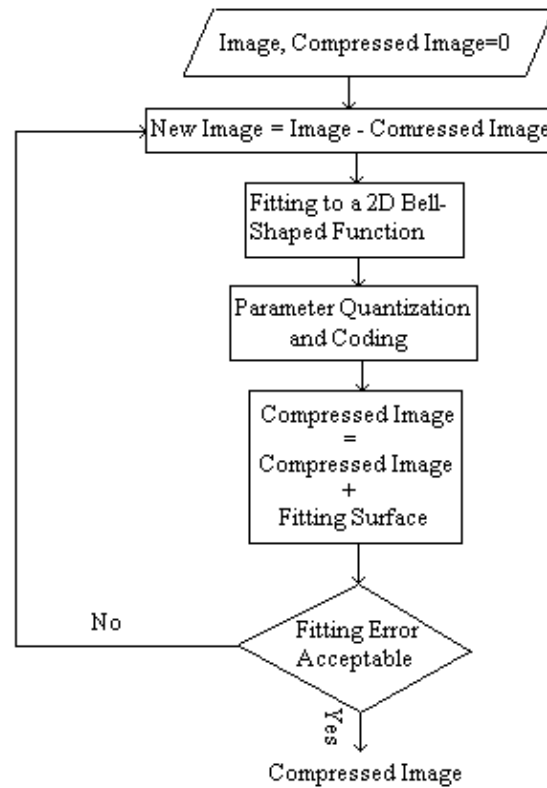 Image, Compressed Image=0
New Image = Image - Comressed Image
Fitting to a 2D Bell-
Shaped Function
Parameter Quantization
and Coding
Compressed Image
=
Compressed Image
+
Fitting Surface
No
Fitting Error
Acceptable
Yes
Compressed Image